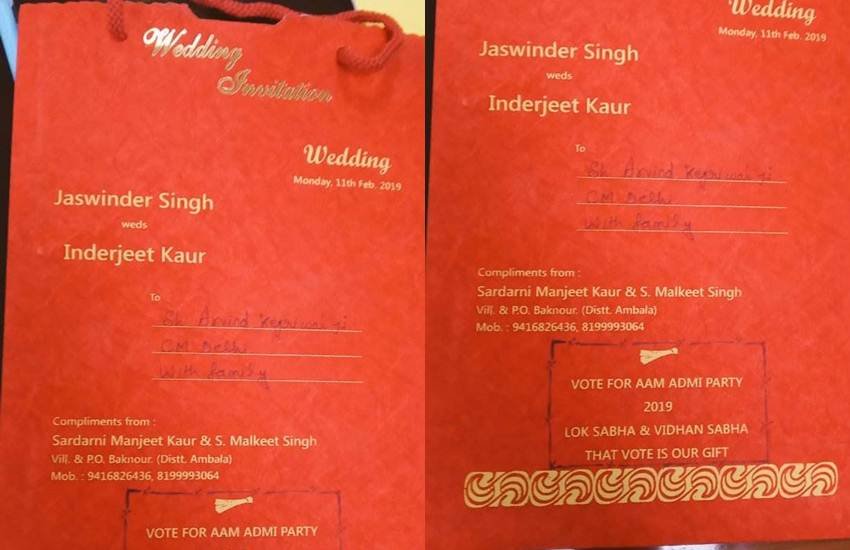 Wedding
Invitation
Wedding
Monday, 11th Feb. 2019
Jaswinder Singh
weds
Inderjeet Kaur
To
Sh Arvind Kejriwal ji
CM Delhi
With family
Compliments from :
Sardarni Manjeet Kaur & S. Malkeet Singh
Vill. & P.O. Baknour. (Distt. Ambala)
Mob. : 9416826436, 8199993064
VOTE FOR AAM ADMI PARTY
Wedding
Monday, 11th Feb. 2019
Jaswinder Singh
weds
Inderjeet Kaur
To
Sh Arvind Kejriwal ji
CM Delhi
With family
Compliments from :
Sardarni Manjeet Kaur & S. Malkeet Singh
Vill. & P.O. Baknour. (Distt. Ambala)
Mob. : 9416826436, 8199993064
VOTE FOR AAM ADMI PARTY
2019
LOK SABHA & VIDHAN SABHA
THAT VOTE IS OUR GIFT